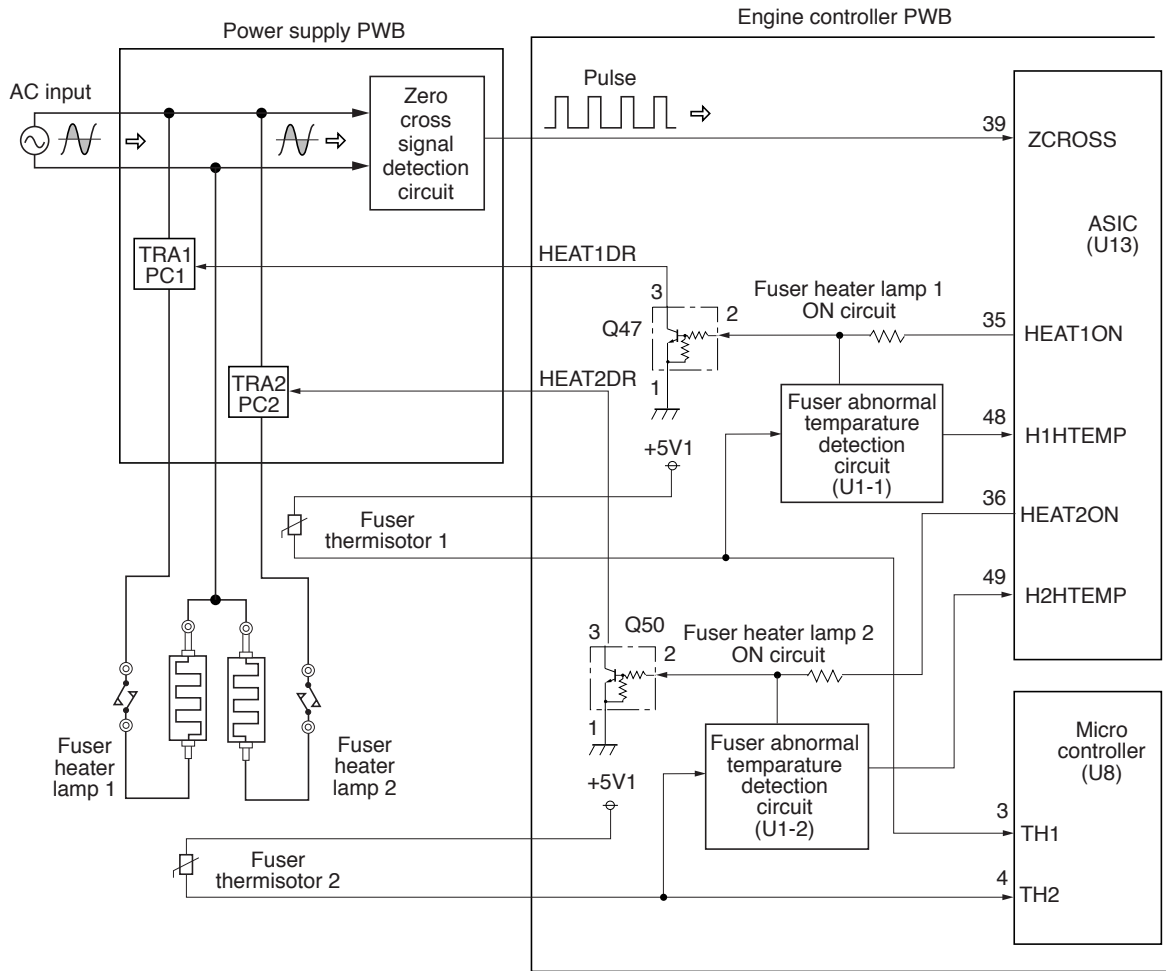 Engine controller PWB
Power supply PWB
AC input
Zero
cross
signal
detection
circuit
Pulse
39
ZCROSS
ASIC
(U13)
TRA1
PC1
HEAT1DR
3
Q47
2
1
Fuser heater lamp 1
ON circuit
35
HEAT1ON
TRA2
PC2
HEAT2DR
Fuser abnormal
temparature
detection
circuit
(U1-1)
48
H1HTEMP
+5V1
36
HEAT2ON
Fuser
thermisotor 1
49
H2HTEMP
3
Q50
2
1
Fuser heater lamp 2
ON circuit
Fuser
heater
lamp 1
Fuser
heater
lamp 2
Fuser abnormal
temparature
detection
circuit
(U1-2)
Micro
controller
(U8)
+5V1
3
TH1
Fuser
thermisotor 2
4
TH2